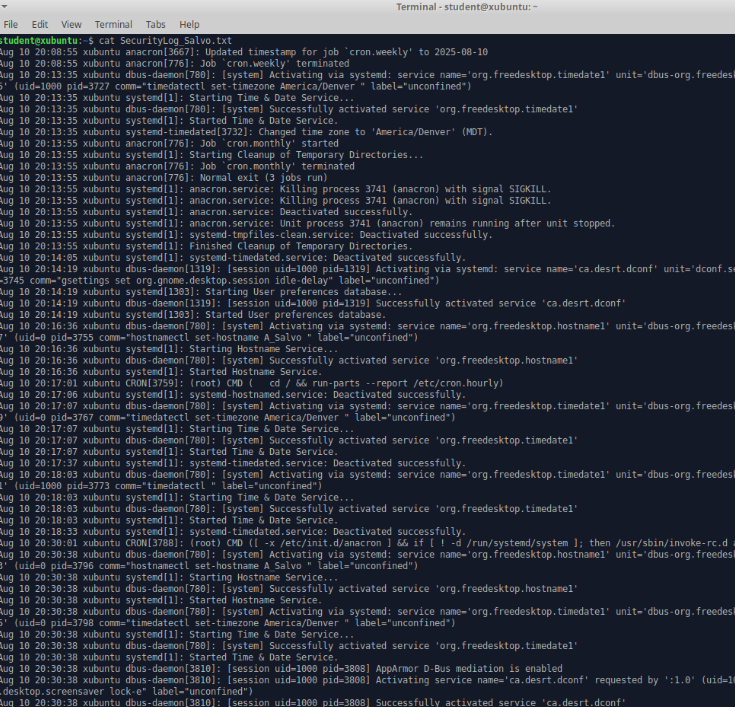 Terminal - student@xubuntu: ~
File Edit View Terminal Tabs Help
student@xubuntu:~$ cat SecurityLog_Salvo.txt
Aug 10 20:08:55 xubuntu anacron[3667]: Updated timestamp for job `cron.weekly' to 2025-08-10
Aug 10 20:08:55 xubuntu anacron[776]: Job `cron.weekly' terminated
Aug 10 20:13:35 xubuntu dbus-daemon[780]: [system] Activating via systemd: service name='org.freedesktop.timedate1' unit='dbus-org.freedesk
5' (uid=1000 pid=3727 comm="timedatectl set-timezone America/Denver " label="unconfined")
Aug 10 20:13:35 xubuntu systemd[1]: Starting Time & Date Service...
Aug 10 20:13:35 xubuntu dbus-daemon[780]: [system] Successfully activated service 'org.freedesktop.timedate1'
Aug 10 20:13:35 xubuntu systemd[1]: Started Time & Date Service.
Aug 10 20:13:35 xubuntu systemd-timedated[3732]: Changed time zone to 'America/Denver' (MDT).
Aug 10 20:13:55 xubuntu anacron[776]: Job `cron.monthly' started
Aug 10 20:13:55 xubuntu systemd[1]: Starting Cleanup of Temporary Directories...
Aug 10 20:13:55 xubuntu anacron[776]: Job `cron.monthly' terminated
Aug 10 20:13:55 xubuntu anacron[776]: Normal exit (3 jobs run)
Aug 10 20:13:55 xubuntu systemd[1]: anacron.service: Killing process 3741 (anacron) with signal SIGKILL.
Aug 10 20:13:55 xubuntu systemd[1]: anacron.service: Killing process 3741 (anacron) with signal SIGKILL.
Aug 10 20:13:55 xubuntu systemd[1]: anacron.service: Deactivated successfully.
Aug 10 20:13:55 xubuntu systemd[1]: anacron.service: Unit process 3741 (anacron) remains running after unit stopped.
Aug 10 20:13:55 xubuntu systemd[1]: systemd-tmpfiles-clean.service: Deactivated successfully.
Aug 10 20:13:55 xubuntu systemd[1]: Finished Cleanup of Temporary Directories.
Aug 10 20:14:05 xubuntu systemd[1]: systemd-timedated.service: Deactivated successfully.
Aug 10 20:14:19 xubuntu dbus-daemon[1319]: [session uid=1000 pid=1319] Activating via systemd: service name='ca.desrt.dconf' unit='dconf.se
=3745 comm="gsettings set org.gnome.desktop.session idle-delay" label="unconfined")
Aug 10 20:14:19 xubuntu systemd[1303]: Starting User preferences database...
Aug 10 20:14:19 xubuntu dbus-daemon[1319]: [session uid=1000 pid=1319] Successfully activated service 'ca.desrt.dconf'
Aug 10 20:14:19 xubuntu systemd[1303]: Started User preferences database.
Aug 10 20:16:36 xubuntu dbus-daemon[780]: [system] Activating via systemd: service name='org.freedesktop.hostname1' unit='dbus-org.freedesk
7' (uid=0 pid=3755 comm="hostnamectl set-hostname A_Salvo " label="unconfined")
Aug 10 20:16:36 xubuntu systemd[1]: Starting Hostname Service...
Aug 10 20:16:36 xubuntu dbus-daemon[780]: [system] Successfully activated service 'org.freedesktop.hostname1'
Aug 10 20:16:36 xubuntu systemd[1]: Started Hostname Service.
Aug 10 20:17:01 xubuntu CRON[3759]: (root) CMD (   cd / && run-parts --report /etc/cron.hourly)
Aug 10 20:17:06 xubuntu systemd[1]: systemd-hostnamed.service: Deactivated successfully.
Aug 10 20:17:07 xubuntu dbus-daemon[780]: [system] Activating via systemd: service name='org.freedesktop.timedate1' unit='dbus-org.freedesk
9' (uid=0 pid=3767 comm="timedatectl set-timezone America/Denver " label="unconfined")
Aug 10 20:17:07 xubuntu systemd[1]: Starting Time & Date Service...
Aug 10 20:17:07 xubuntu dbus-daemon[780]: [system] Successfully activated service 'org.freedesktop.timedate1'
Aug 10 20:17:07 xubuntu systemd[1]: Started Time & Date Service.
Aug 10 20:17:37 xubuntu systemd[1]: systemd-timedated.service: Deactivated successfully.
Aug 10 20:18:03 xubuntu dbus-daemon[780]: [system] Activating via systemd: service name='org.freedesktop.timedate1' unit='dbus-org.freedesk
1' (uid=1000 pid=3773 comm="timedatectl " label="unconfined")
Aug 10 20:18:03 xubuntu systemd[1]: Starting Time & Date Service...
Aug 10 20:18:03 xubuntu dbus-daemon[780]: [system] Successfully activated service 'org.freedesktop.timedate1'
Aug 10 20:18:03 xubuntu systemd[1]: Started Time & Date Service.
Aug 10 20:18:33 xubuntu systemd[1]: systemd-timedated.service: Deactivated successfully.
Aug 10 20:30:01 xubuntu CRON[3788]: (root) CMD ([ -x /etc/init.d/anacron ] && if [ ! -d /run/systemd/system ]; then /usr/sbin/invoke-rc.d a
Aug 10 20:30:38 xubuntu dbus-daemon[780]: [system] Activating via systemd: service name='org.freedesktop.hostname1' unit='dbus-org.freedesk
3' (uid=0 pid=3796 comm="hostnamectl set-hostname A_Salvo " label="unconfined")
Aug 10 20:30:38 xubuntu systemd[1]: Starting Hostname Service...
Aug 10 20:30:38 xubuntu dbus-daemon[780]: [system] Successfully activated service 'org.freedesktop.hostname1'
Aug 10 20:30:38 xubuntu systemd[1]: Started Hostname Service.
Aug 10 20:30:38 xubuntu dbus-daemon[780]: [system] Activating via systemd: service name='org.freedesktop.timedate1' unit='dbus-org.freedesk
5' (uid=0 pid=3798 comm="timedatectl set-timezone America/Denver " label="unconfined")
Aug 10 20:30:38 xubuntu systemd[1]: Starting Time & Date Service...
Aug 10 20:30:38 xubuntu dbus-daemon[780]: [system] Successfully activated service 'org.freedesktop.timedate1'
Aug 10 20:30:38 xubuntu systemd[1]: Started Time & Date Service.
Aug 10 20:30:38 xubuntu dbus-daemon[3810]: [session uid=1000 pid=3808] AppArmor D-Bus mediation is enabled
Aug 10 20:30:38 xubuntu dbus-daemon[3810]: [session uid=1000 pid=3808] Activating service name='ca.desrt.dconf' requested by ':1.0' (uid=10
.desktop.screensaver lock-e" label="unconfined")
Aug 10 20:30:38 xubuntu dbus-daemon[3810]: [session uid=1000 pid=3808] Successfully activated service 'ca.desrt.dconf'